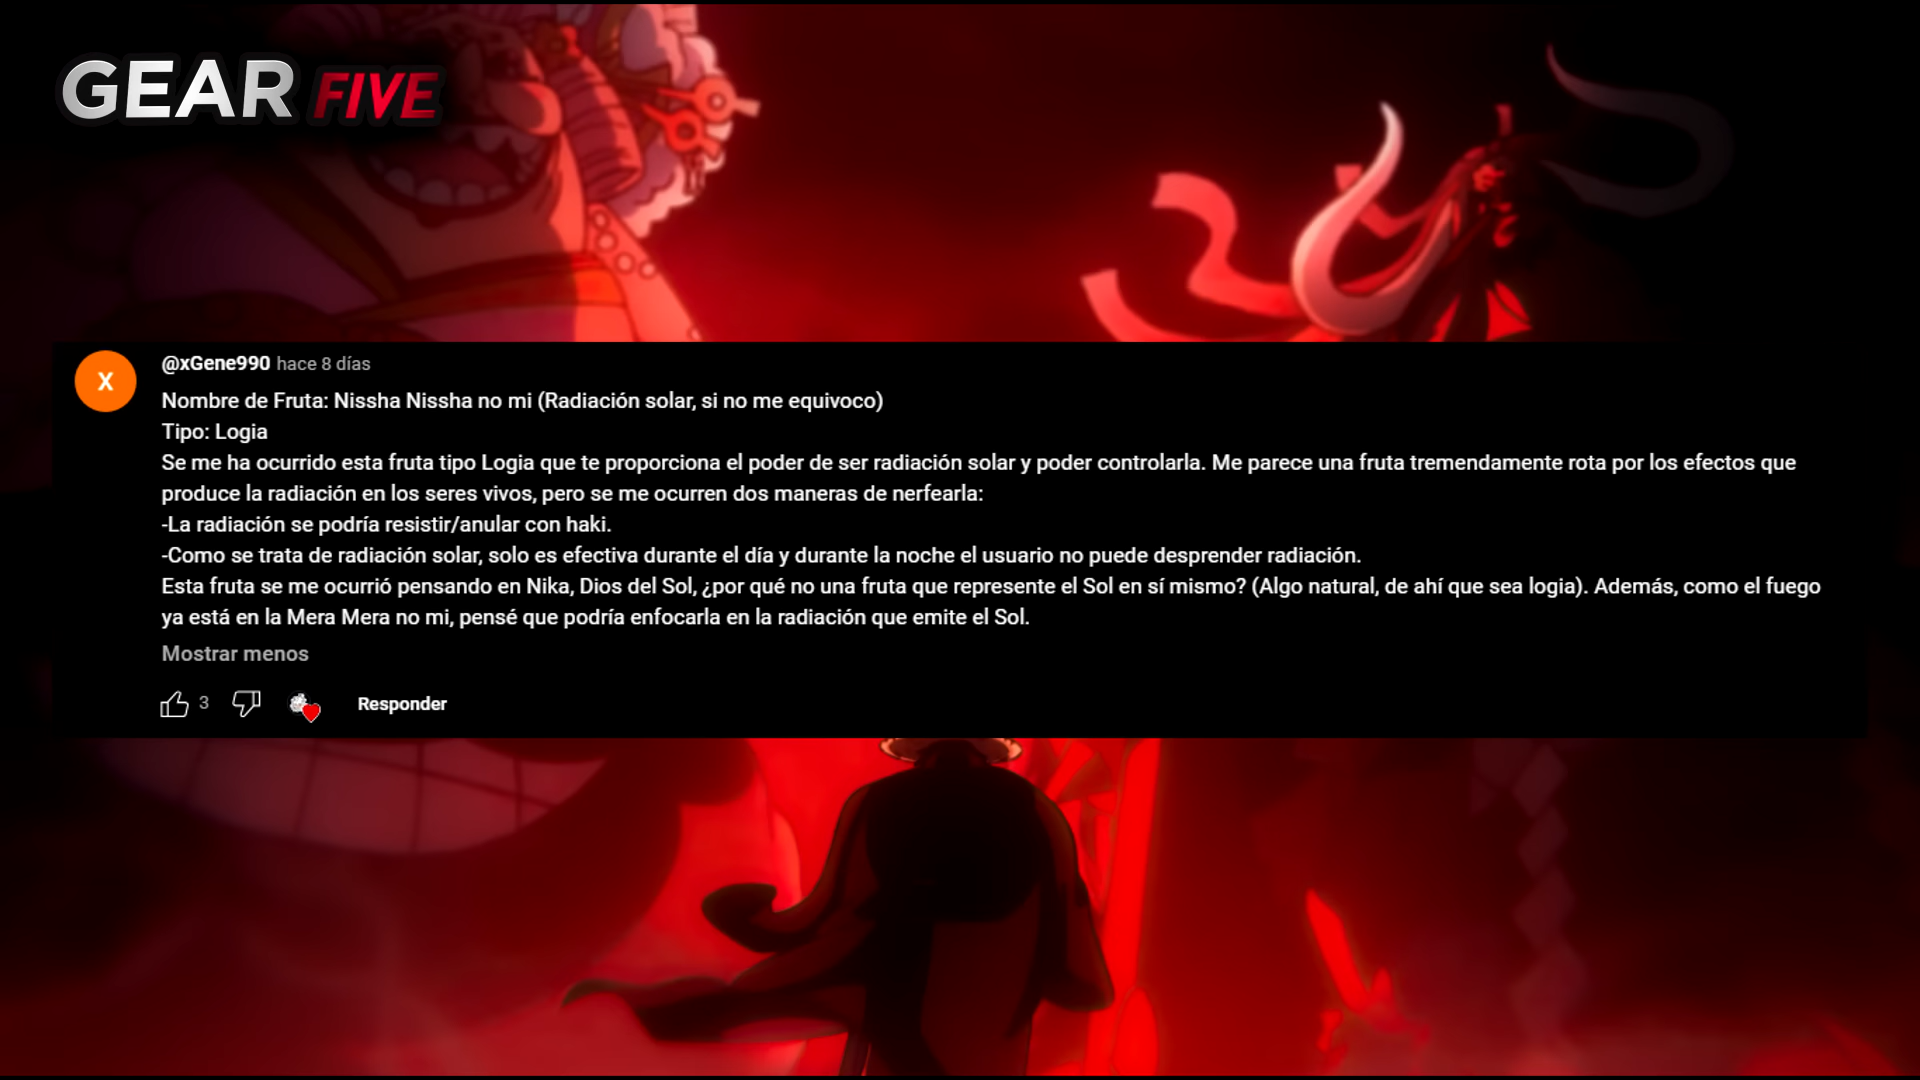 GEAR FIVE
X
@xGene990 hace 8 días
Nombre de Fruta: Nissha Nissha no mi (Radiación solar, si no me equivoco)
Tipo: Logia
Se me ha ocurrido esta fruta tipo Logia que te proporciona el poder de ser radiación solar y poder controlarla. Me parece una fruta tremendamente rota por los efectos que
produce la radiación en los seres vivos, pero se me ocurren dos maneras de nerfearla:
-La radiación se podría resistir/anular con haki.
-Como se trata de radiación solar, solo es efectiva durante el día y durante la noche el usuario no puede desprender radiación.
Esta fruta se me ocurrió pensando en Nika, Dios del Sol, ¿por qué no una fruta que represente el Sol en sí mismo? (Algo natural, de ahí que sea logia). Además, como el fuego
ya está en la Mera Mera no mi, pensé que podría enfocarla en la radiación que emite el Sol.
Mostrar menos
3
Responder